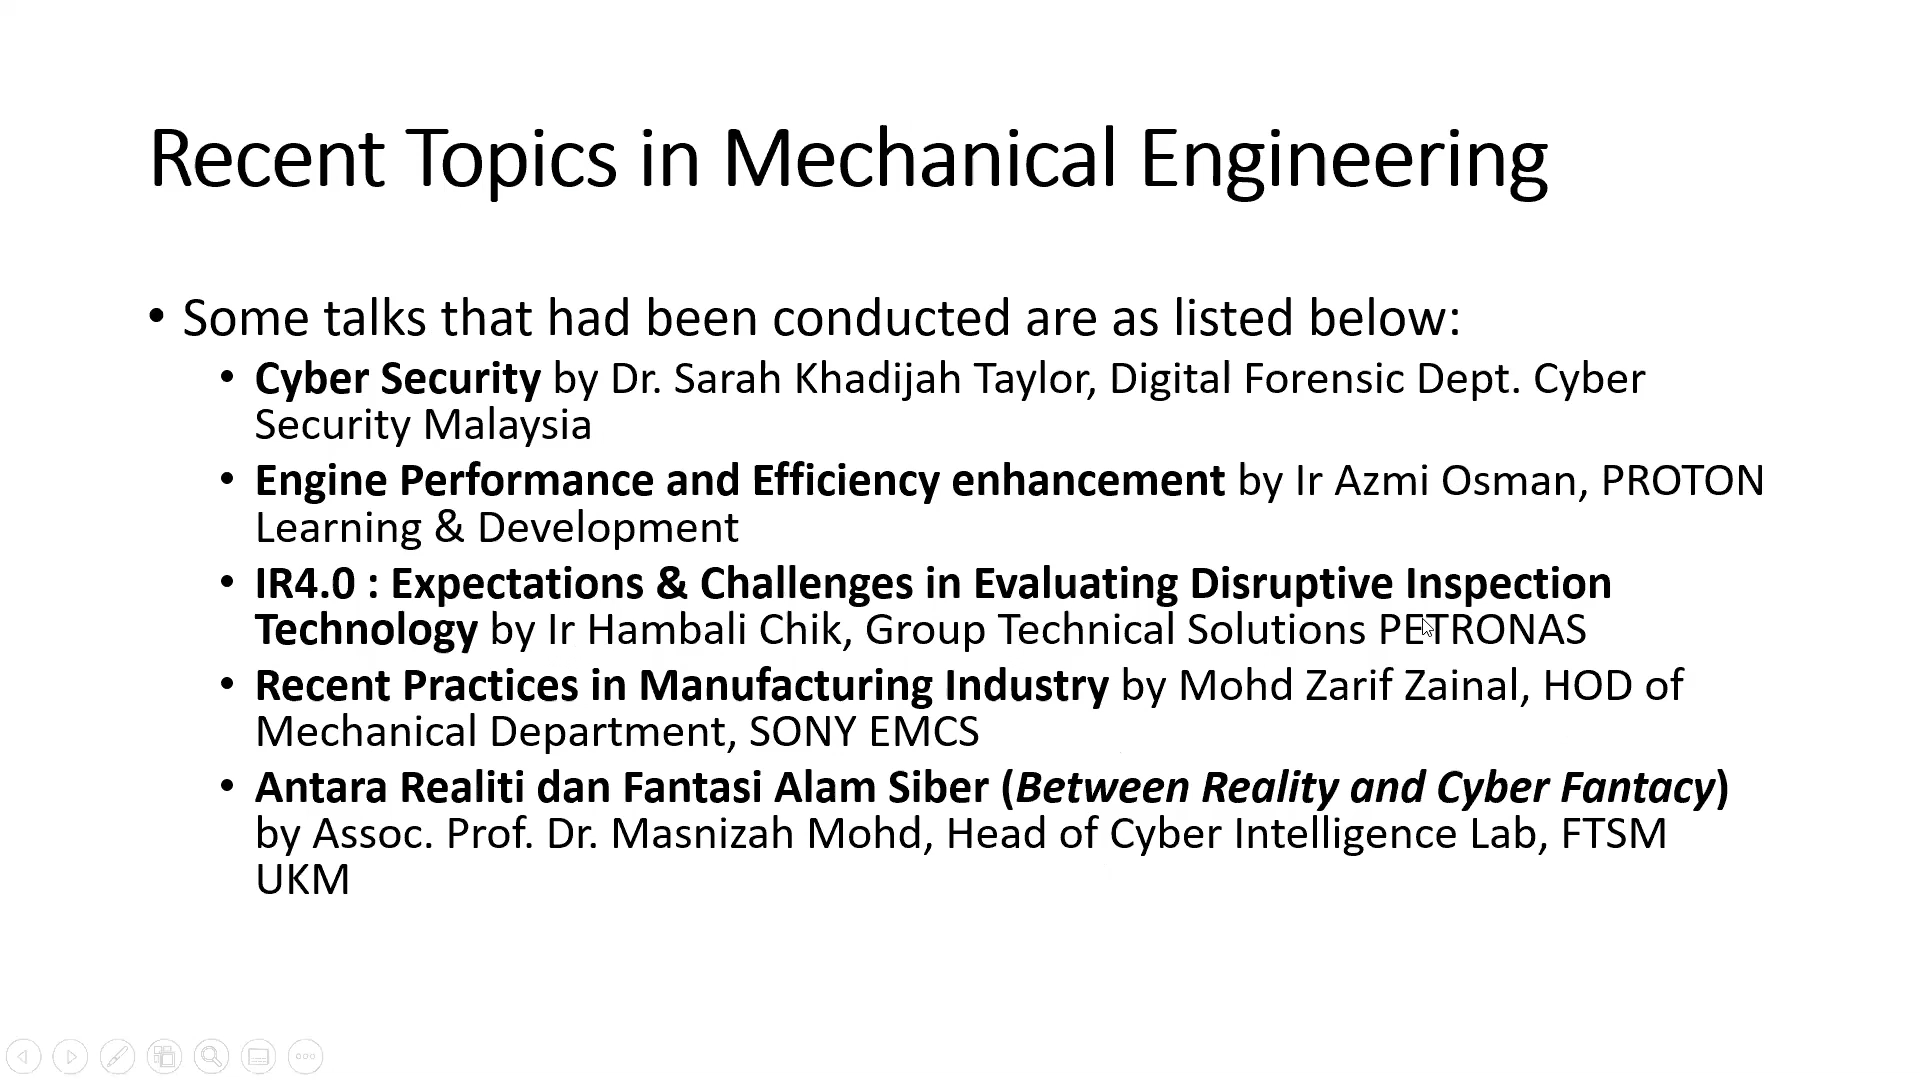 Recent Topics in Mechanical Engineering
• Some talks that had been conducted are as listed below:
• Cyber Security by Dr. Sarah Khadijah Taylor, Digital Forensic Dept. Cyber
Security Malaysia
• Engine Performance and Efficiency enhancement by Ir Azmi Osman, PROTON
Learning & Development
• IR4.0 : Expectations & Challenges in Evaluating Disruptive Inspection
Technology by Ir Hambali Chik, Group Technical Solutions PETRONAS
• Recent Practices in Manufacturing Industry by Mohd Zarif Zainal, HOD of
Mechanical Department, SONY EMCS
• Antara Realiti dan Fantasi Alam Siber (Between Reality and Cyber Fantacy)
by Assoc. Prof. Dr. Masnizah Mohd, Head of Cyber Intelligence Lab, FTSM
UKM